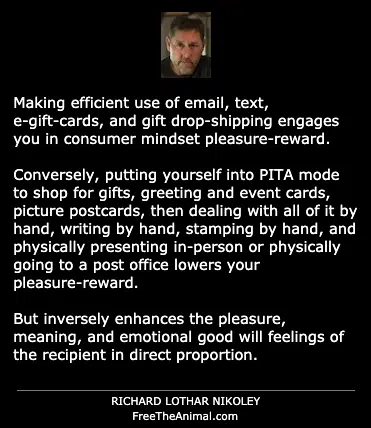 Making efficient use of email, text,
e-gift-cards, and gift drop-shipping engages
you in consumer mindset pleasure-reward.
Conversely, putting yourself into PITA mode
to shop for gifts, greeting and event cards,
picture postcards, then dealing with all of it by
hand, writing by hand, stamping by hand, and
physically presenting in-person or physically
going to a post office lowers your
pleasure-reward.
But inversely enhances the pleasure,
meaning, and emotional good will feelings of
the recipient in direct proportion.
RICHARD LOTHAR NIKOLEY
FreeTheAnimal.com